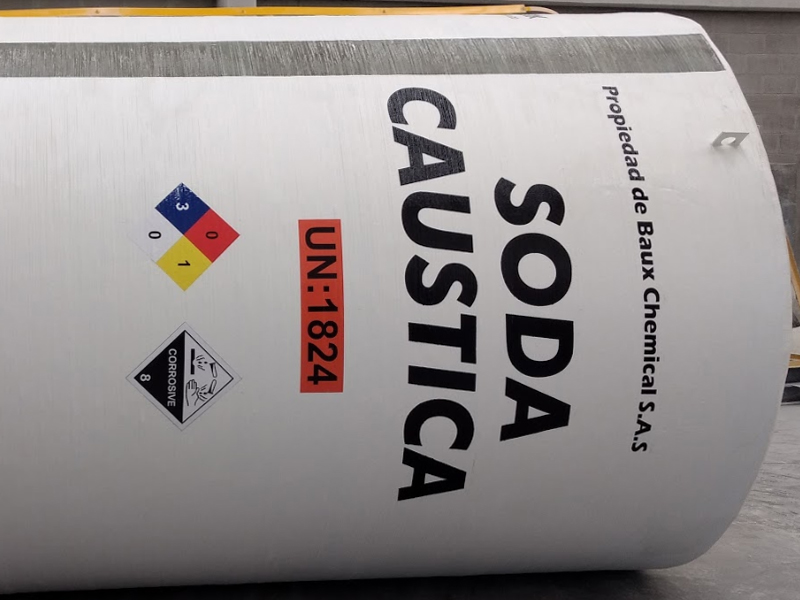 Propiedad de Baux Chemical S.A.S
SODA
CAUSTICA
UN:1824
0
3
1
0
CORROSIVE
8